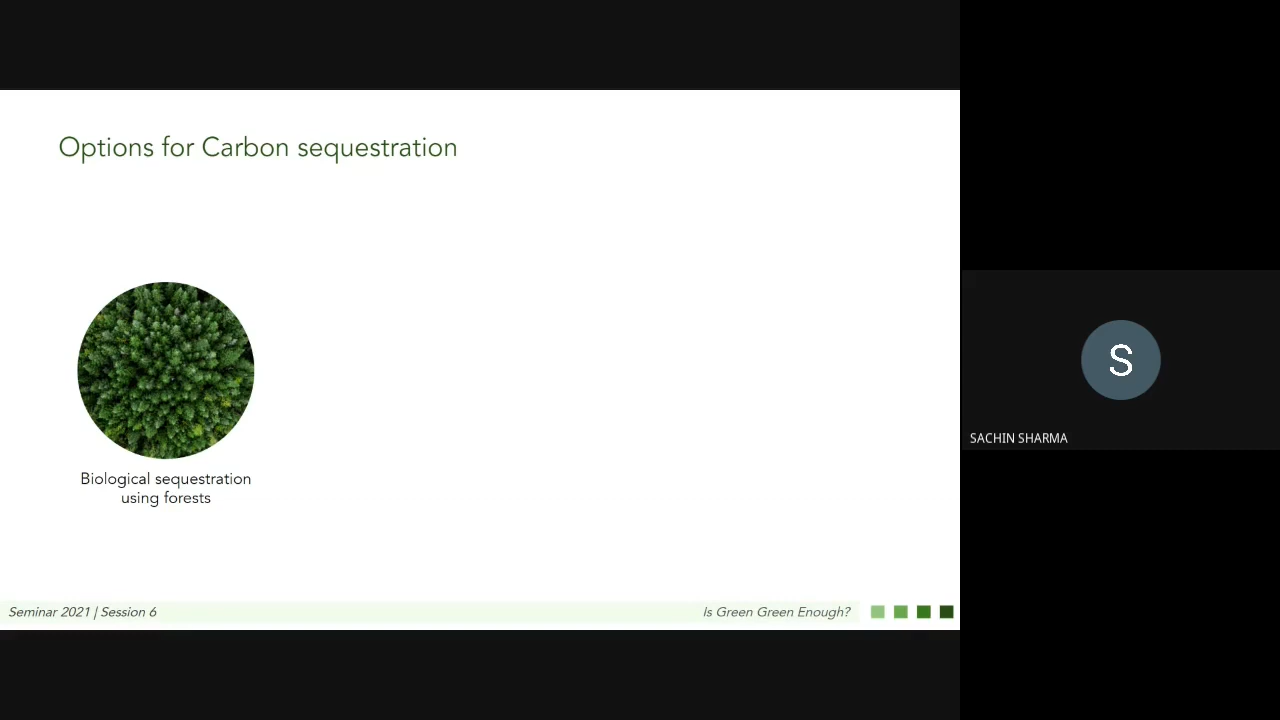 Options for Carbon sequestration
Biological sequestration
using forests
Seminar 2021 | Session 6
Is Green Green Enough?
S
SACHIN SHARMA